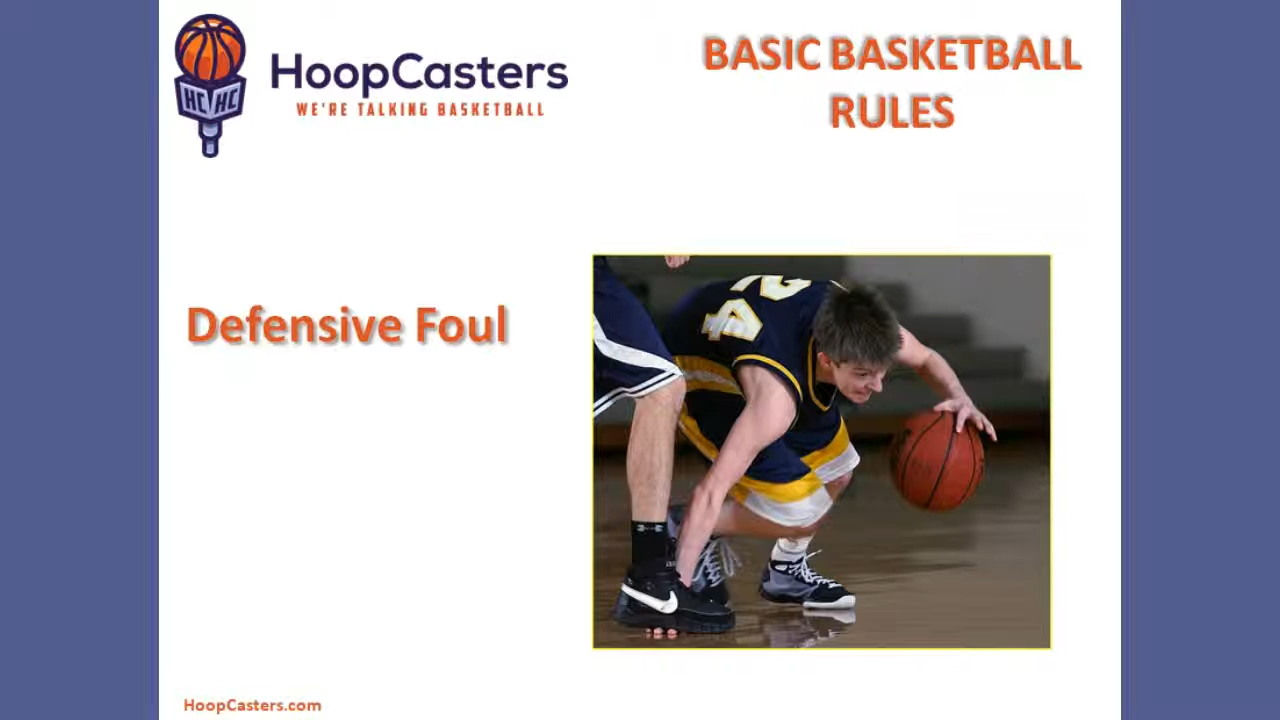 HC HC
HoopCasters
WE'RE TALKING BASKETBALL
BASIC BASKETBALL
RULES
Defensive Foul
24
HoopCasters.com